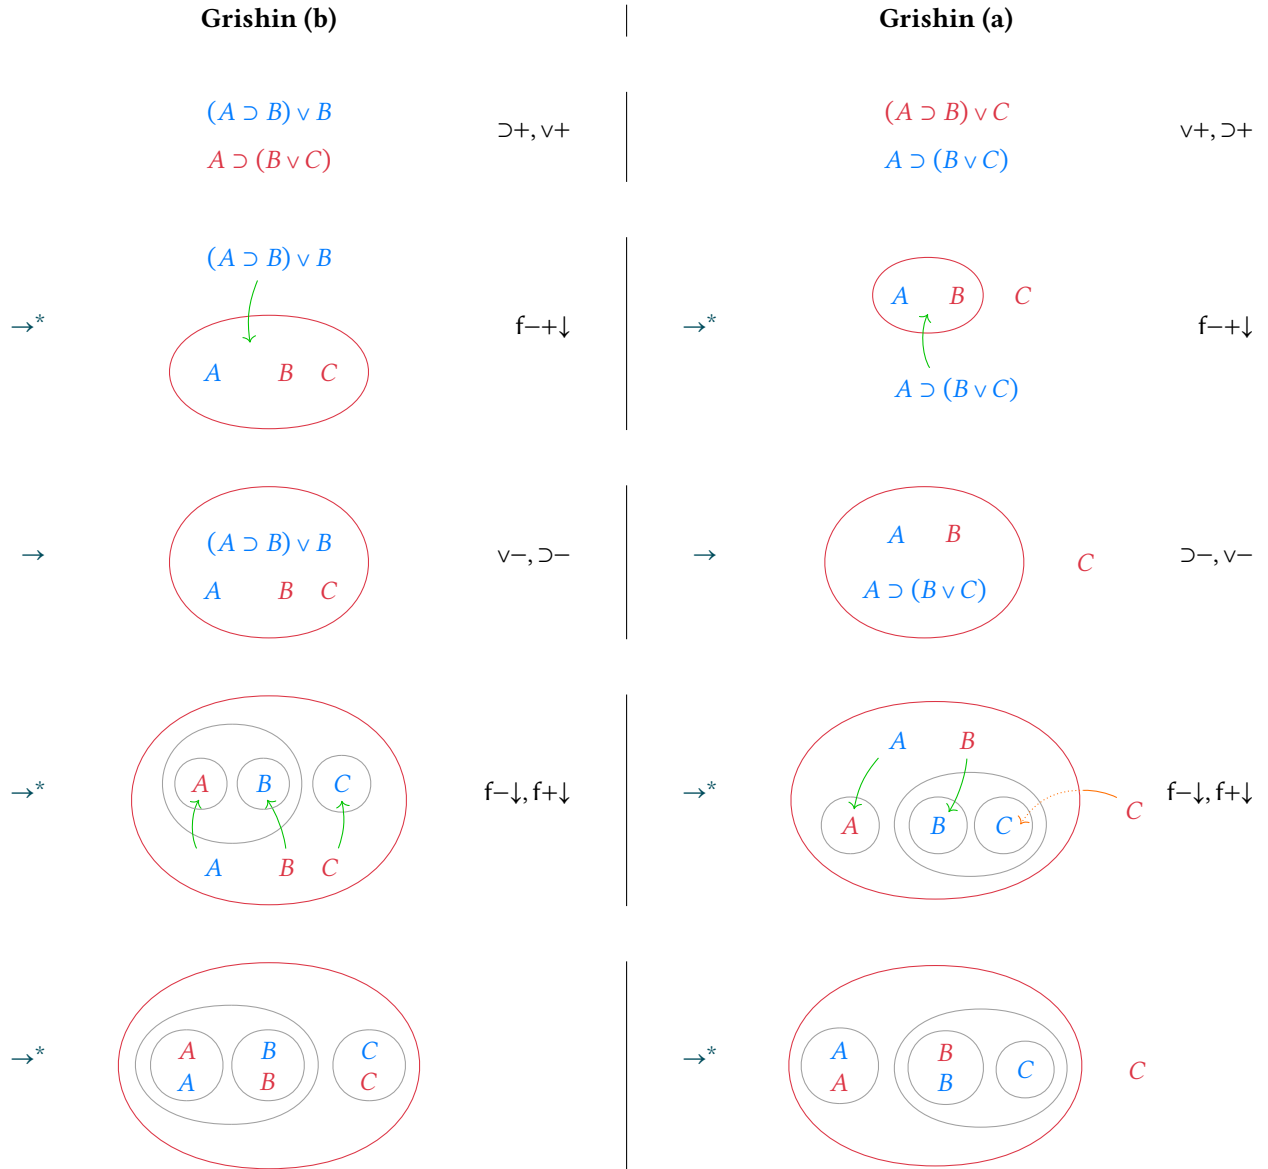 Grishin (b) Grishin (a)
(A ⊃ B) ∨ B
A ⊃ (B ∨ C)
⊃+, ∨+
(A ⊃ B) ∨ C
A ⊃ (B ∨ C)
∨+, ⊃+
→*
(A ⊃ B) ∨ B
A B C
f−+↓
→*
A B C
A ⊃ (B ∨ C)
f−+↓
→
(A ⊃ B) ∨ B
A B C
∨−, ⊃−
→
A B
A ⊃ (B ∨ C)
C
⊃−, ∨−
→*
A B C
A B C
f−↓, f+↓
→*
A B
A B C
C
f−↓, f+↓
→*
A B C
A B C
→*
A B
A B C
C